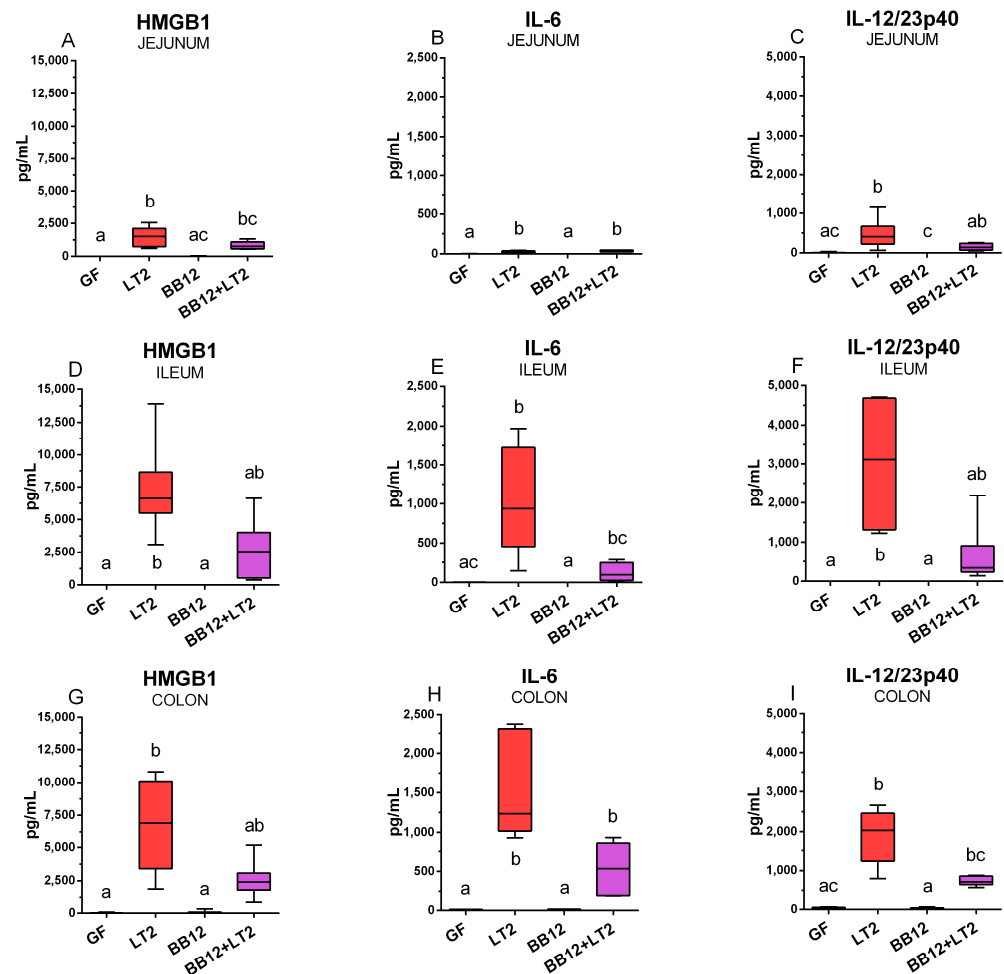 HMGB1
A JEJUNUM
15,000
12,500
10,000
7,500
5,000
2,500
0
pg/mL
a b ac bc
GF LT2 BB12 BB12+LT2
IL-6
B JEJUNUM
2,500
2,000
1,500
1,000
500
0
pg/mL
a b a b
GF LT2 BB12 BB12+LT2
IL-12/23p40
C JEJUNUM
5,000
4,000
3,000
2,000
1,000
0
pg/mL
ac b c ab
GF LT2 BB12 BB12+LT2
HMGB1
D ILEUM
15,000
12,500
10,000
7,500
5,000
2,500
0
pg/mL
a b a ab
GF LT2 BB12 BB12+LT2
IL-6
E ILEUM
2,500
2,000
1,500
1,000
500
0
pg/mL
ac b a bc
GF LT2 BB12 BB12+LT2
IL-12/23p40
F ILEUM
5,000
4,000
3,000
2,000
1,000
0
pg/mL
a b a ab
GF LT2 BB12 BB12+LT2
HMGB1
G COLON
15,000
12,500
10,000
7,500
5,000
2,500
0
pg/mL
a b a ab
GF LT2 BB12 BB12+LT2
IL-6
H COLON
2,500
2,000
1,500
1,000
500
0
pg/mL
a b a b
GF LT2 BB12 BB12+LT2
IL-12/23p40
I COLON
5,000
4,000
3,000
2,000
1,000
0
pg/mL
ac b a bc
GF LT2 BB12 BB12+LT2